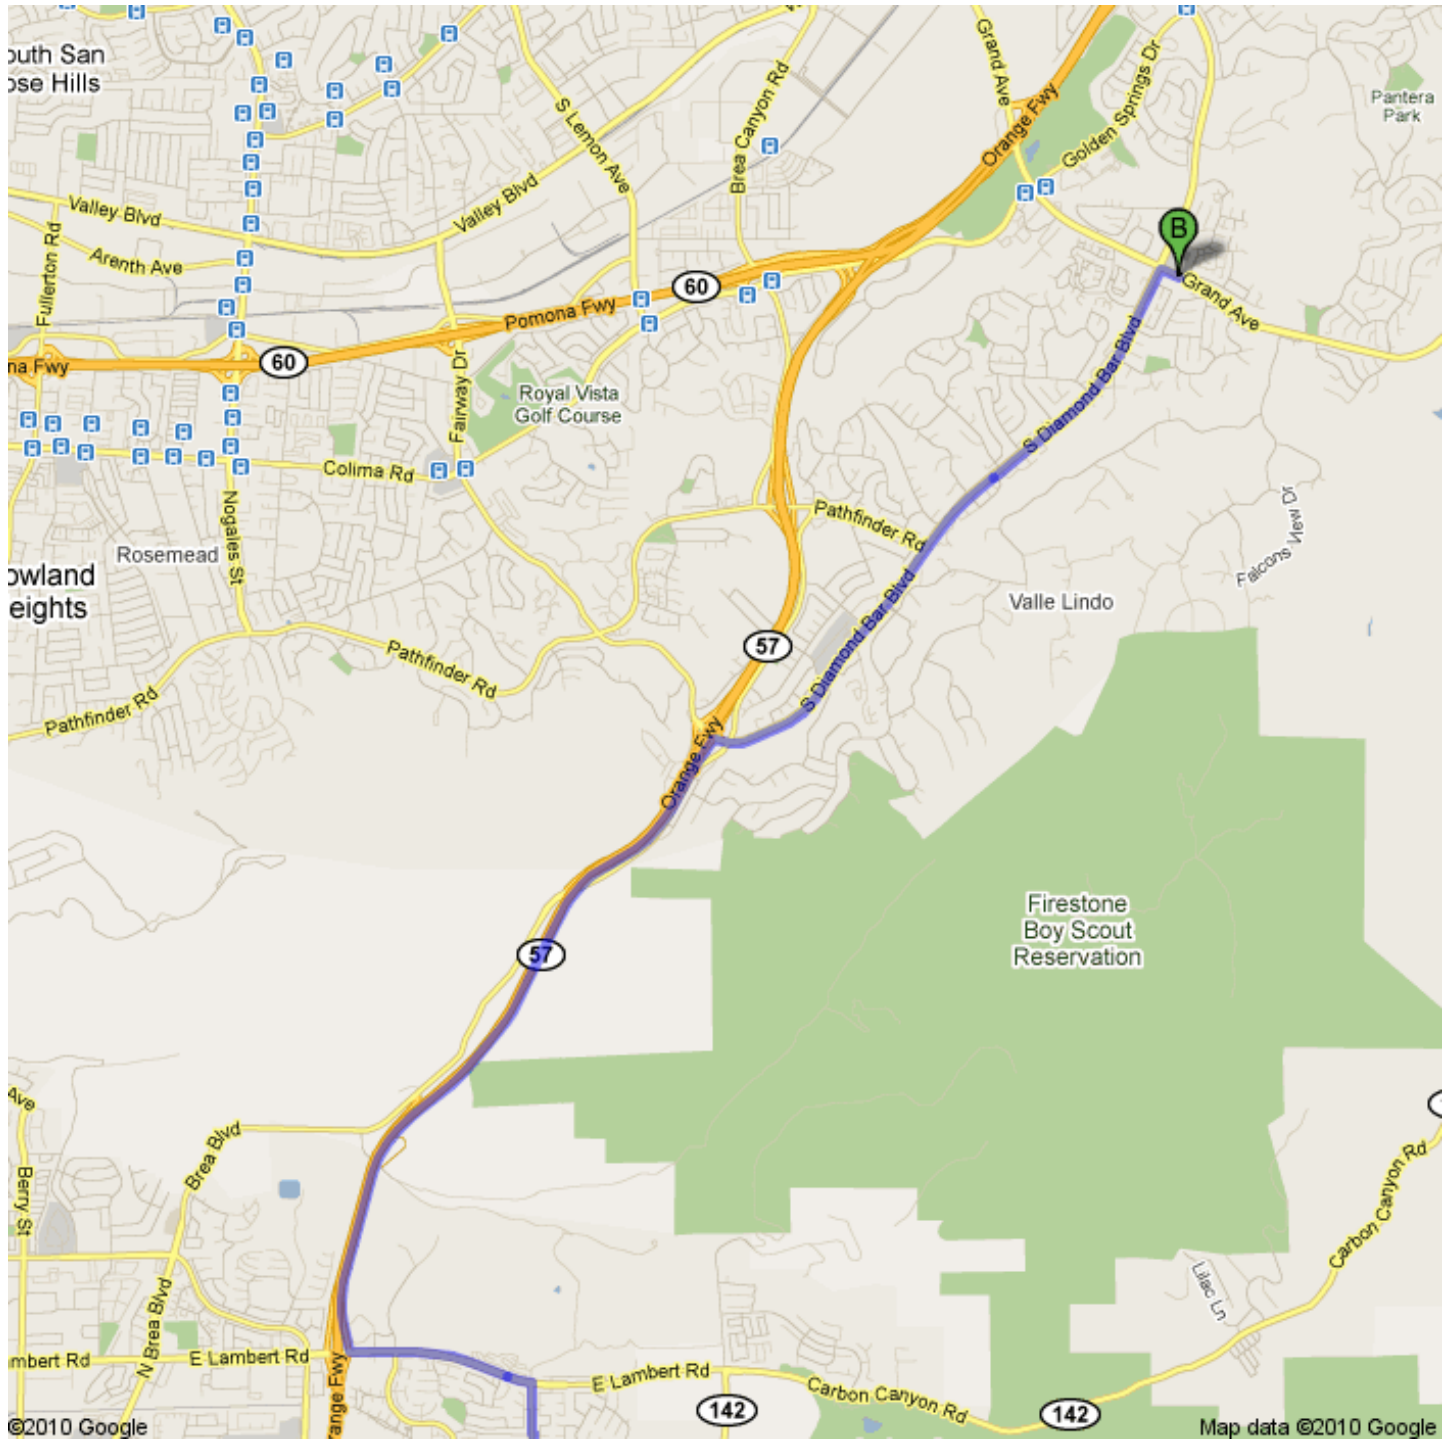 outh San
ose Hills
Grand Ave
Golden Springs Dr
Orange Fwy
Pantera
Park
S Lemon Ave
Brea Canyon Rd
Valley Blvd
Valley Blvd
Arenth Ave
Fullerton Rd
B
Grand Ave
60
Pomona Fwy
60
na Fwy
Fairway Dr
Royal Vista
Golf Course
S Diamond Bar Blvd
Colima Rd
Nogales St
Pathfinder Rd
Falcons View Dr
Rosemead
owland
eights
S Diamond Bar Blvd
Valle Lindo
57
Pathfinder Rd
Pathfinder Rd
Orange Fwy
Firestone
Boy Scout
Reservation
57
Ave
Brea Blvd
Berry St
Carbon Canyon Rd
Lilac Ln
N Brea Blvd
mbert Rd
E Lambert Rd
range Fwy
E Lambert Rd
Carbon Canyon Rd
142
142
©2010 Google
Map data ©2010 Google